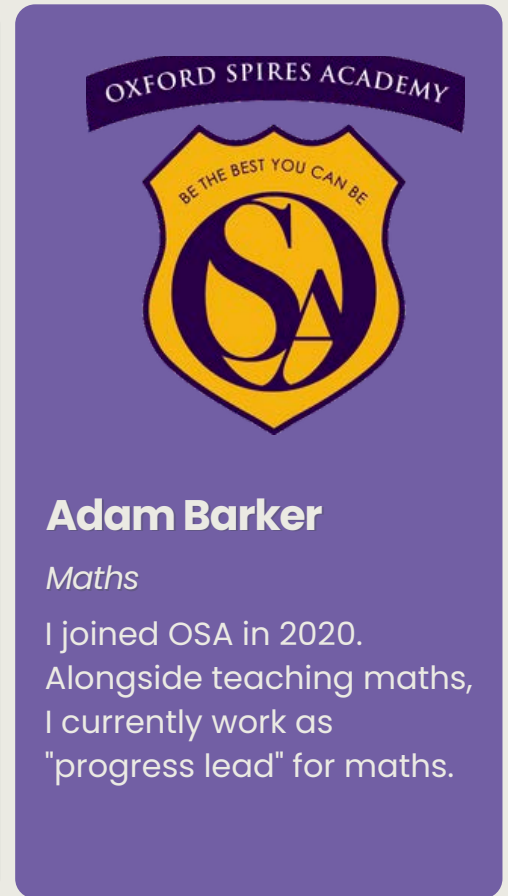 OXFORD SPIRES ACADEMY
BE THE BEST YOU CAN BE
OSA
Adam Barker
Maths
I joined OSA in 2020.
Alongside teaching maths,
I currently work as
"progress lead" for maths.